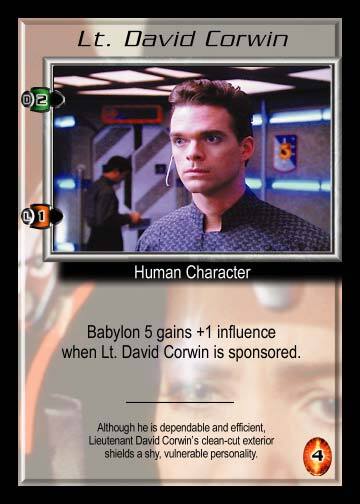 Lt. David Corwin
D 2
L 1
Human Character
Babylon 5 gains +1 influence
when Lt. David Corwin is sponsored.
Although he is dependable and efficient,
Lieutenant David Corwin's clean-cut exterior
shields a shy, vulnerable personality.
4